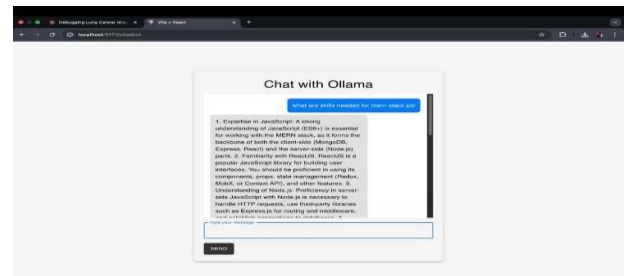 Debugging Lung Cancer
Vite + React
localhost:5173/chatbot
Chat with Ollama
what are skills needed for mern stack job
1. Expertise in JavaScript: A strong
understanding of JavaScript (ES6+) is essential
for working with the MERN stack, as it forms the
backbone of both the client-side (MongoDB,
Express, React) and the server-side (Node.js)
parts. 2. Familiarity with ReactJS: ReactJS is a
popular JavaScript library for building user
interfaces. You should be proficient in using its
components, props, state management (Redux,
MobX, or Context API), and other features. 3.
Understanding of Node.js: Proficiency in server-
side JavaScript with Node.js is necessary to
handle HTTP requests, use third-party libraries
such as Express.js for routing and middleware,
and establish connections to databases. 4.
Type your message
SEND